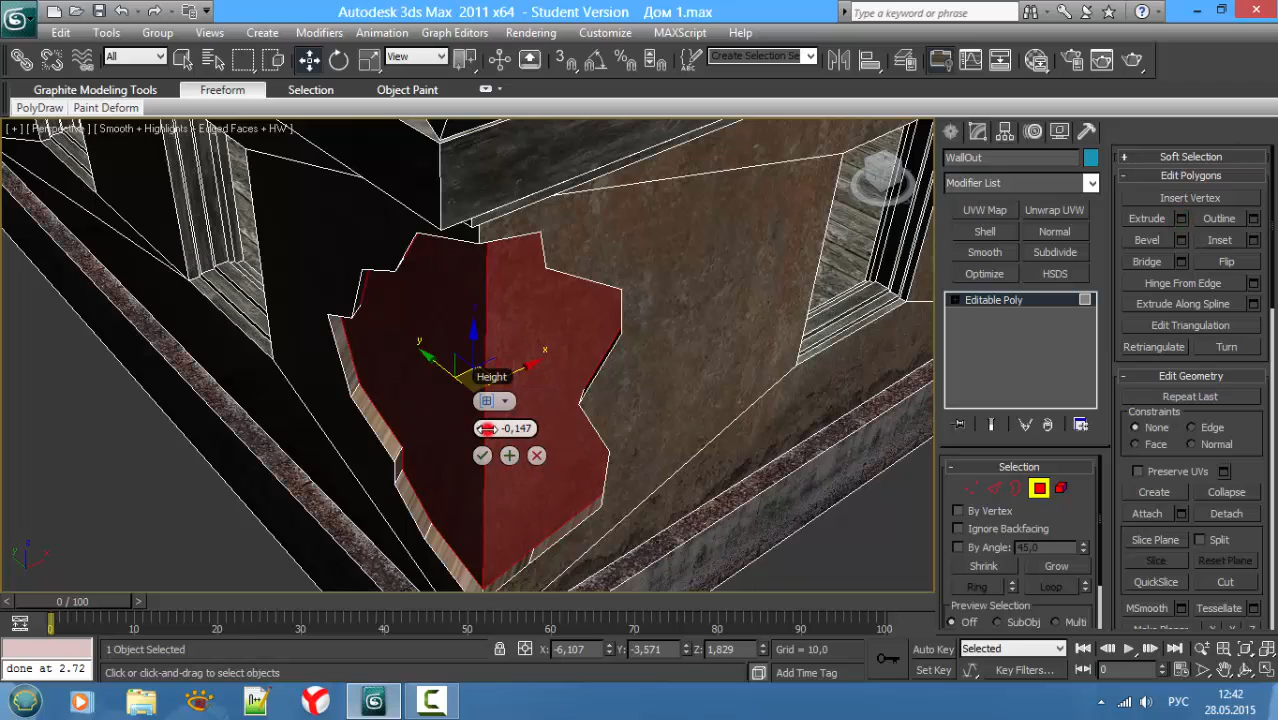 Autodesk 3ds Max 2011 x64 - Student Version Дом 1.max
Type a keyword or phrase
Edit Tools Group Views Create Modifiers Animation Graph Editors Rendering Customize MAXScript Help
All
View
3
Create Selection Se
Graphite Modeling Tools Freeform Selection Object Paint
PolyDraw Paint Deform
[ + ] [ Perspective ] [ Smooth + Highlights + Edged Faces + HW ]
WallOut
Modifier List
UVW Map Unwrap UVW
Shell Normal
Smooth Subdivide
Optimize HSDS
Editable Poly
Selection
By Vertex
Ignore Backfacing
By Angle: 45,0
Shrink Grow
Ring Loop
Preview Selection
Off SubObj Multi
Soft Selection
Edit Polygons
Insert Vertex
Extrude Outline
Bevel Inset
Bridge Flip
Hinge From Edge
Extrude Along Spline
Edit Triangulation
Retriangulate Turn
Edit Geometry
Repeat Last
Constraints
None Edge
Face Normal
Preserve UVs
Create Collapse
Attach Detach
Slice Plane Split
Slice Reset Plane
QuickSlice Cut
MSmooth Tessellate
Make Planar X Y Z
y
x
Height
-0,147
z
y
x
0 / 100
0 10 20 30 40 50 60 70 80 90 100
done at 2.72
1 Object Selected
X: -6,107 Y: -3,571 Z: 1,829 Grid = 10,0
Click or click-and-drag to select objects
Add Time Tag
Auto Key Selected
Set Key Key Filters...
0
РУС
12:42
28.05.2015